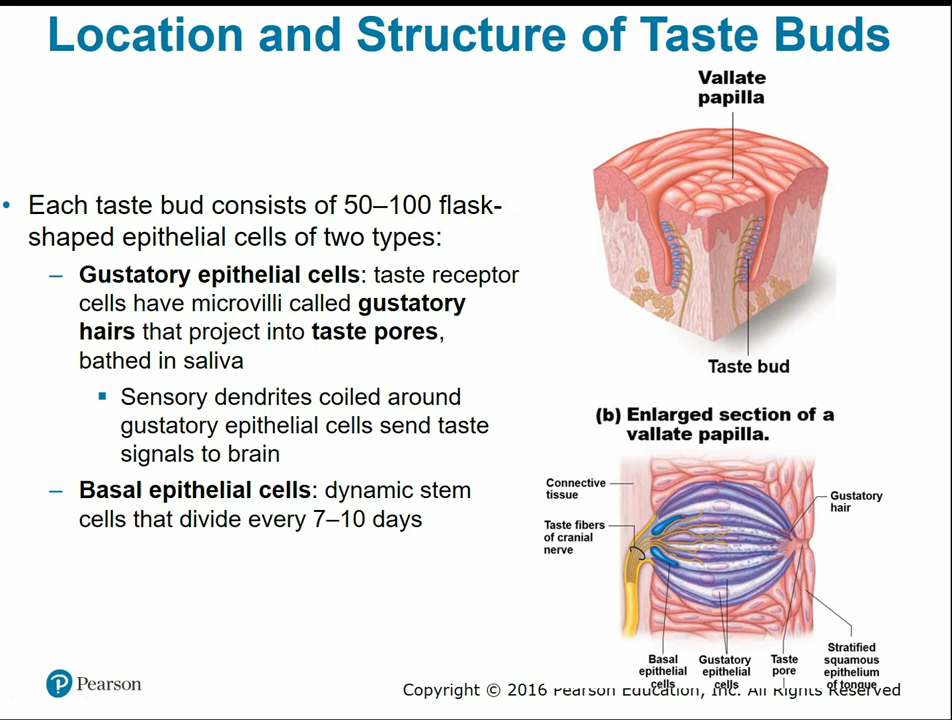 Location and Structure of Taste Buds
• Each taste bud consists of 50–100 flask-
shaped epithelial cells of two types:
– Gustatory epithelial cells: taste receptor
cells have microvilli called gustatory
hairs that project into taste pores,
bathed in saliva
▪ Sensory dendrites coiled around
gustatory epithelial cells send taste
signals to brain
– Basal epithelial cells: dynamic stem
cells that divide every 7–10 days
Vallate
papilla
Taste bud
(b) Enlarged section of a
vallate papilla.
Connective
tissue
Taste fibers
of cranial
nerve
Gustatory
hair
Basal
epithelial
cells
Gustatory
epithelial
cells
Taste
pore
Stratified
squamous
epithelium
of tongue
P Pearson
Copyright © 2016 Pearson Education, Inc. All Rights Reserved